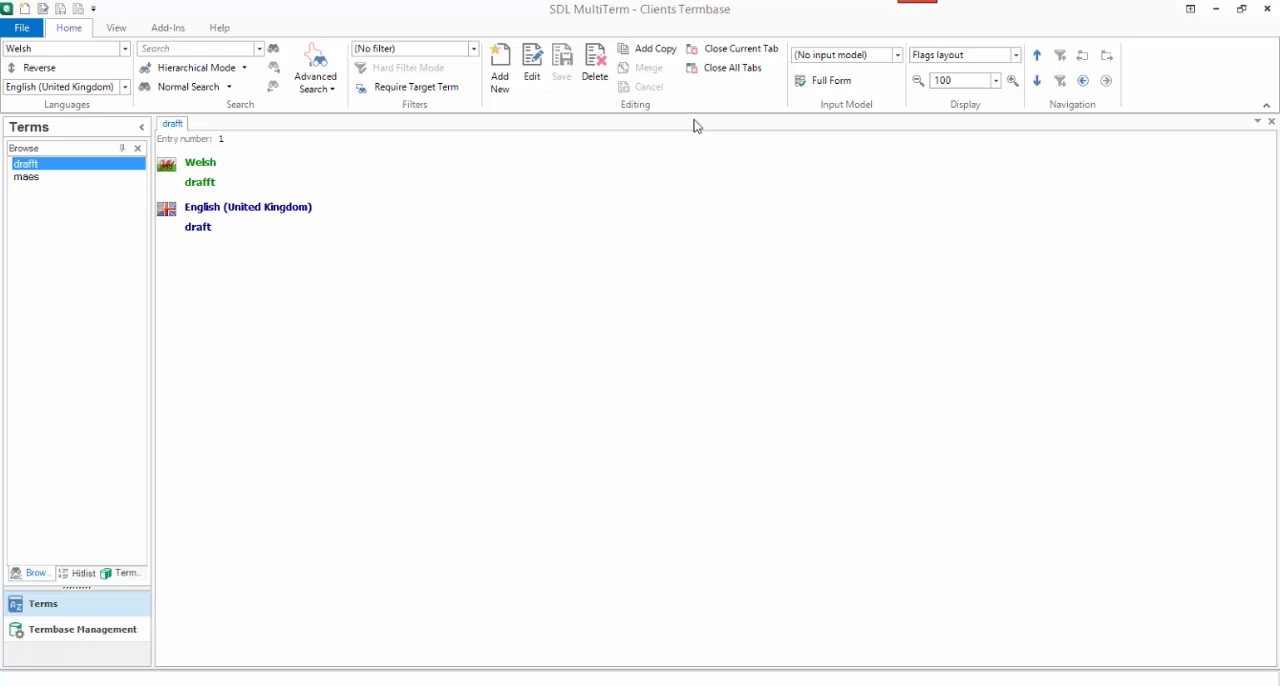 SDL MultiTerm - Clients Termbase
File Home View Add-Ins Help
Welsh
Reverse
English (United Kingdom)
Languages
Search
Hierarchical Mode
Normal Search
Advanced
Search
Search
(No filter)
Hard Filter Mode
Require Target Term
Filters
Add
New
Edit
Save
Delete
Add Copy
Merge
Cancel
Close Current Tab
Close All Tabs
Editing
(No input model)
Full Form
Input Model
Flags layout
100
Display
Navigation
Terms
Browse
drafft
maes
Brow...
Hitlist
Term..
Terms
Termbase Management
drafft
Entry number: 1
Welsh
drafft
English (United Kingdom)
draft